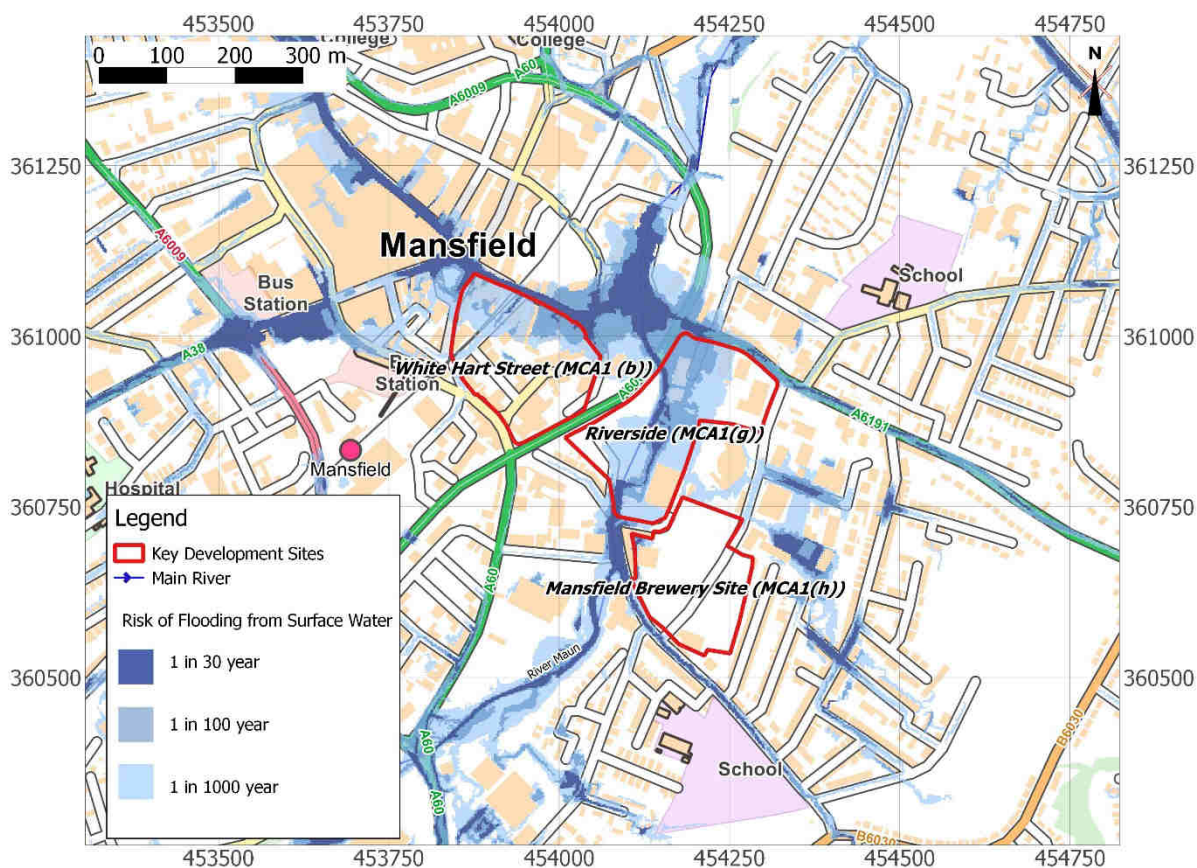 453500 453750 454000 454250 454500 454750
0 100 200 300 m
College
College
N
A60
A6009
361250
361250
Mansfield
A6009
Bus
Station
School
361000
361000
A38
White Hart Street (MCA1 (b))
Station
A60
Riverside (MCA1(g))
A6191
Mansfield
Hospital
360750
360750
Legend
Key Development Sites
Main River
Risk of Flooding from Surface Water
1 in 30 year
1 in 100 year
1 in 1000 year
A60
Mansfield Brewery Site (MCA1(h))
River Maun
360500
360500
A60
A60
School
B6030
B6030
453500 453750 454000 454250 454500 454750